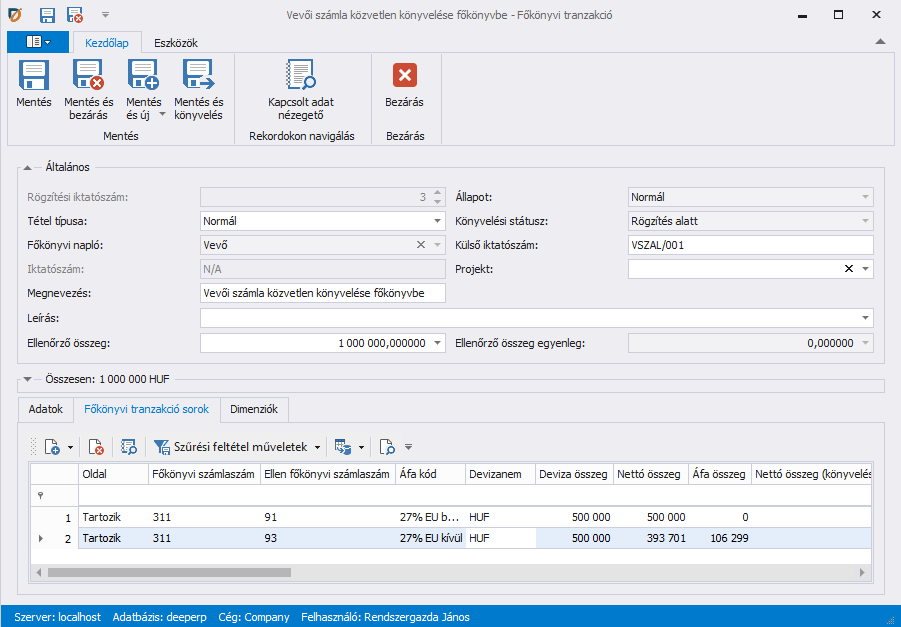 Vevői számla közvetlen könyvelése főkönyvbe - Főkönyvi tranzakció
Kezdőlap Eszközök
Mentés
Mentés és bezárás
Mentés és új
Mentés és könyvelés
Kapcsolt adat nézegető
Bezárás
Mentés Rekordokon navigálás Bezárás
Általános
Rögzítési iktatószám: 3 Állapot: Normál
Tétel típusa: Normál Könyvelési státusz: Rögzítés alatt
Főkönyvi napló: Vevő Külső iktatószám: VSZAL/001
Iktatószám: N/A Projekt:
Megnevezés: Vevői számla közvetlen könyvelése főkönyvbe
Leírás:
Ellenőrző összeg: 1 000 000,000000 Ellenőrző összeg egyenleg: 0,000000
Összesen: 1 000 000 HUF
Adatok Főkönyvi tranzakció sorok Dimenziók
Szűrési feltétel műveletek
Oldal Főkönyvi számlaszám Ellen főkönyvi számlaszám Áfa kód Devizanem Deviza összeg Nettó összeg Áfa összeg Nettó összeg (könyvelés
1 Tartozik 311 91 27% EU b... HUF 500 000 500 000 0
2 Tartozik 311 93 27% EU kívül HUF 500 000 393 701 106 299
Szerver: localhost Adatbázis: deeperp Cég: Company Felhasználó: Rendszergazda János